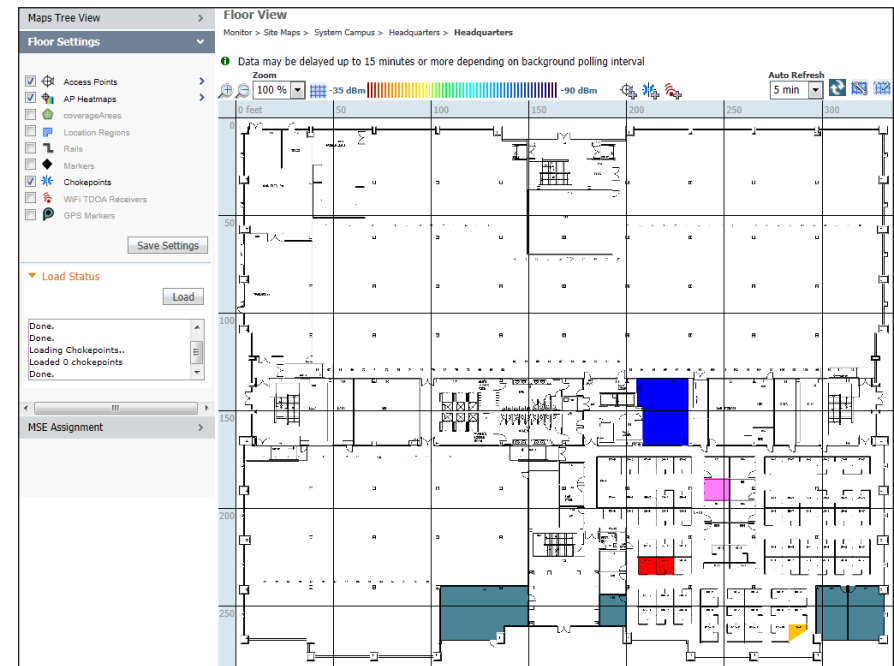 Maps Tree View
Floor Settings
Access Points
AP Heatmaps
coverageAreas
Location Regions
Rails
Markers
Chokepoints
WiFi TDOA Receivers
GPS Markers
Save Settings
Load Status
Load
Done.
Done.
Loading Chokepoints..
Loaded 0 chokepoints
Done.
MSE Assignment
Floor View
Monitor > Site Maps > System Campus > Headquarters > Headquarters
Data may be delayed up to 15 minutes or more depending on background polling interval
Zoom
100 %
-35 dBm
-90 dBm
Auto Refresh
5 min
0 feet
50
100
150
200
250
300
0
50
100
150
200
250